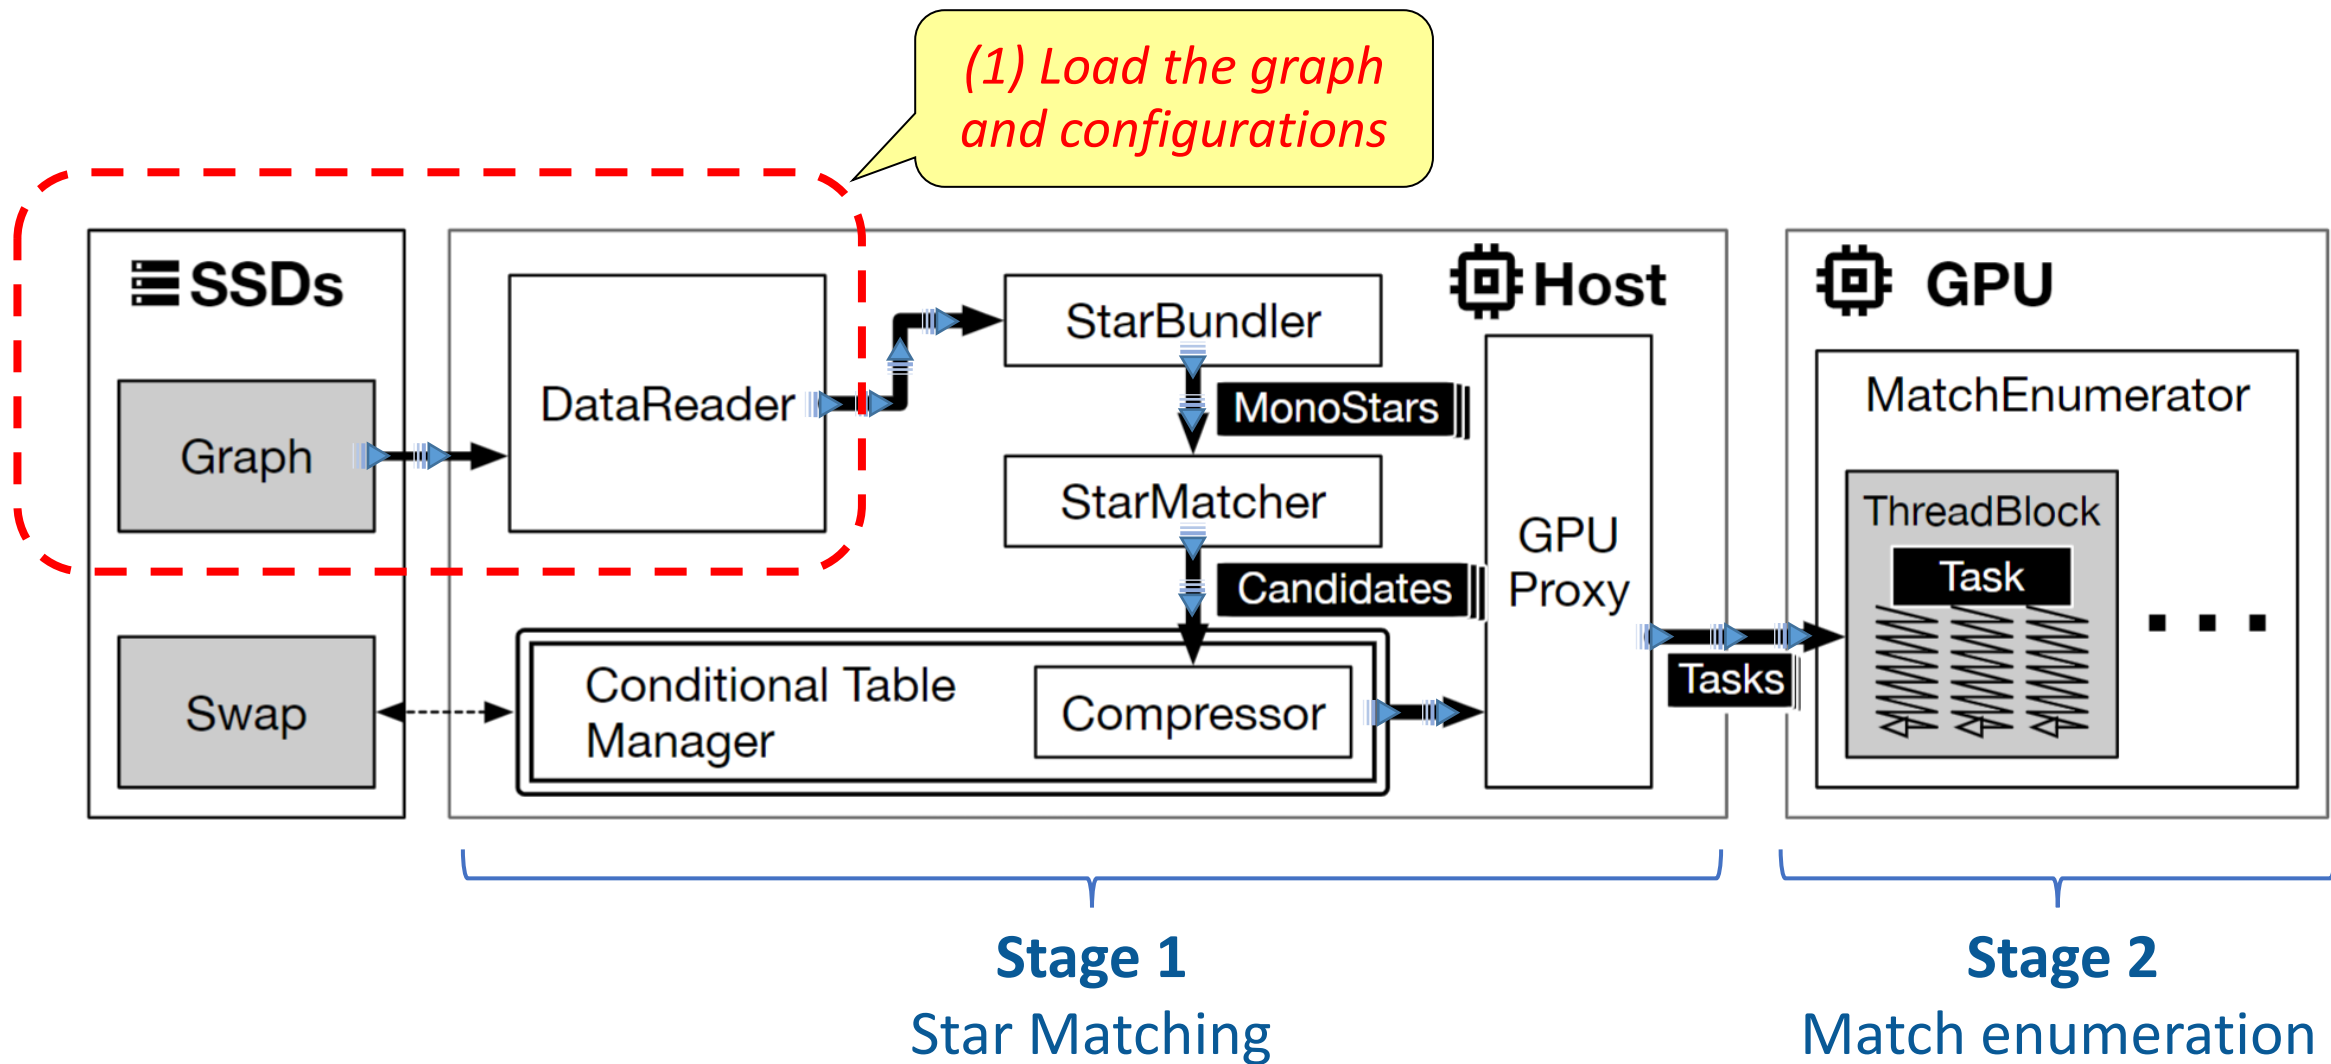 (1) Load the graph
and configurations
SSDs
Graph
Swap
Host
DataReader
StarBundler
MonoStars
StarMatcher
Candidates
Conditional Table
Manager
Compressor
GPU
Proxy
Tasks
GPU
MatchEnumerator
ThreadBlock
Task
Stage 1
Star Matching
Stage 2
Match enumeration